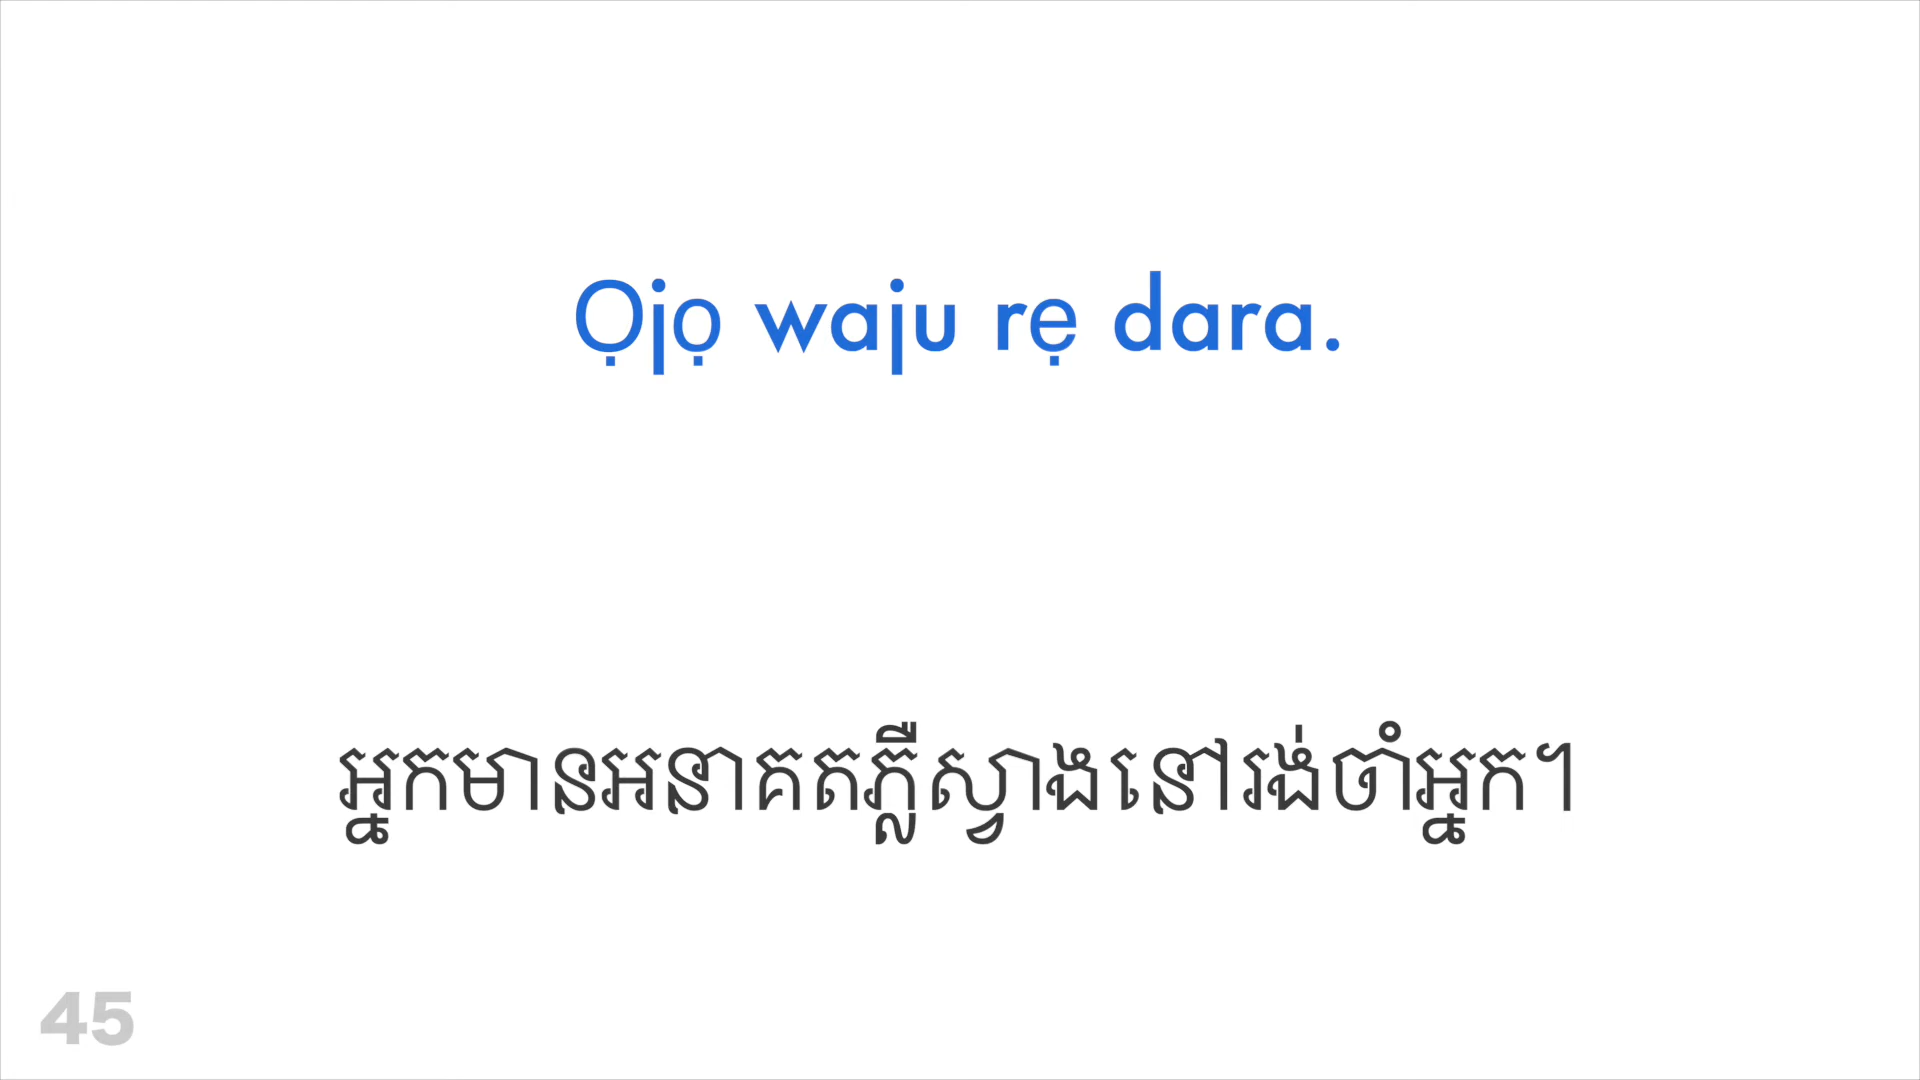 Ọjọ waju rẹ dara.
អ្នកមានអនាគតភ្លឺស្វាងនៅរង់ចាំអ្នក។
45